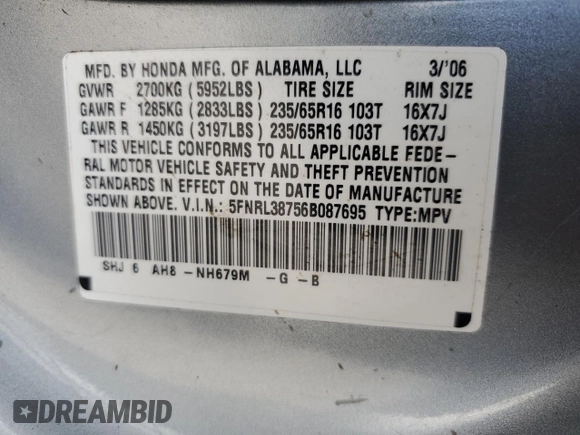 MFD. BY HONDA MFG. OF ALABAMA, LLC 3/'06
GVWR 2700KG (5952LBS) TIRE SIZE RIM SIZE
GAWR F 1285KG (2833LBS) 235/65R16 103T 16X7J
GAWR R 1450KG (3197LBS) 235/65R16 103T 16X7J
THIS VEHICLE CONFORMS TO ALL APPLICABLE FEDE-
RAL MOTOR VEHICLE SAFETY AND THEFT PREVENTION
STANDARDS IN EFFECT ON THE DATE OF MANUFACTURE
SHOWN ABOVE. V.I.N.: 5FNRL38756B087695 TYPE:MPV
SHJ 6 AH8 -NH679M -G -B
DREAMBID